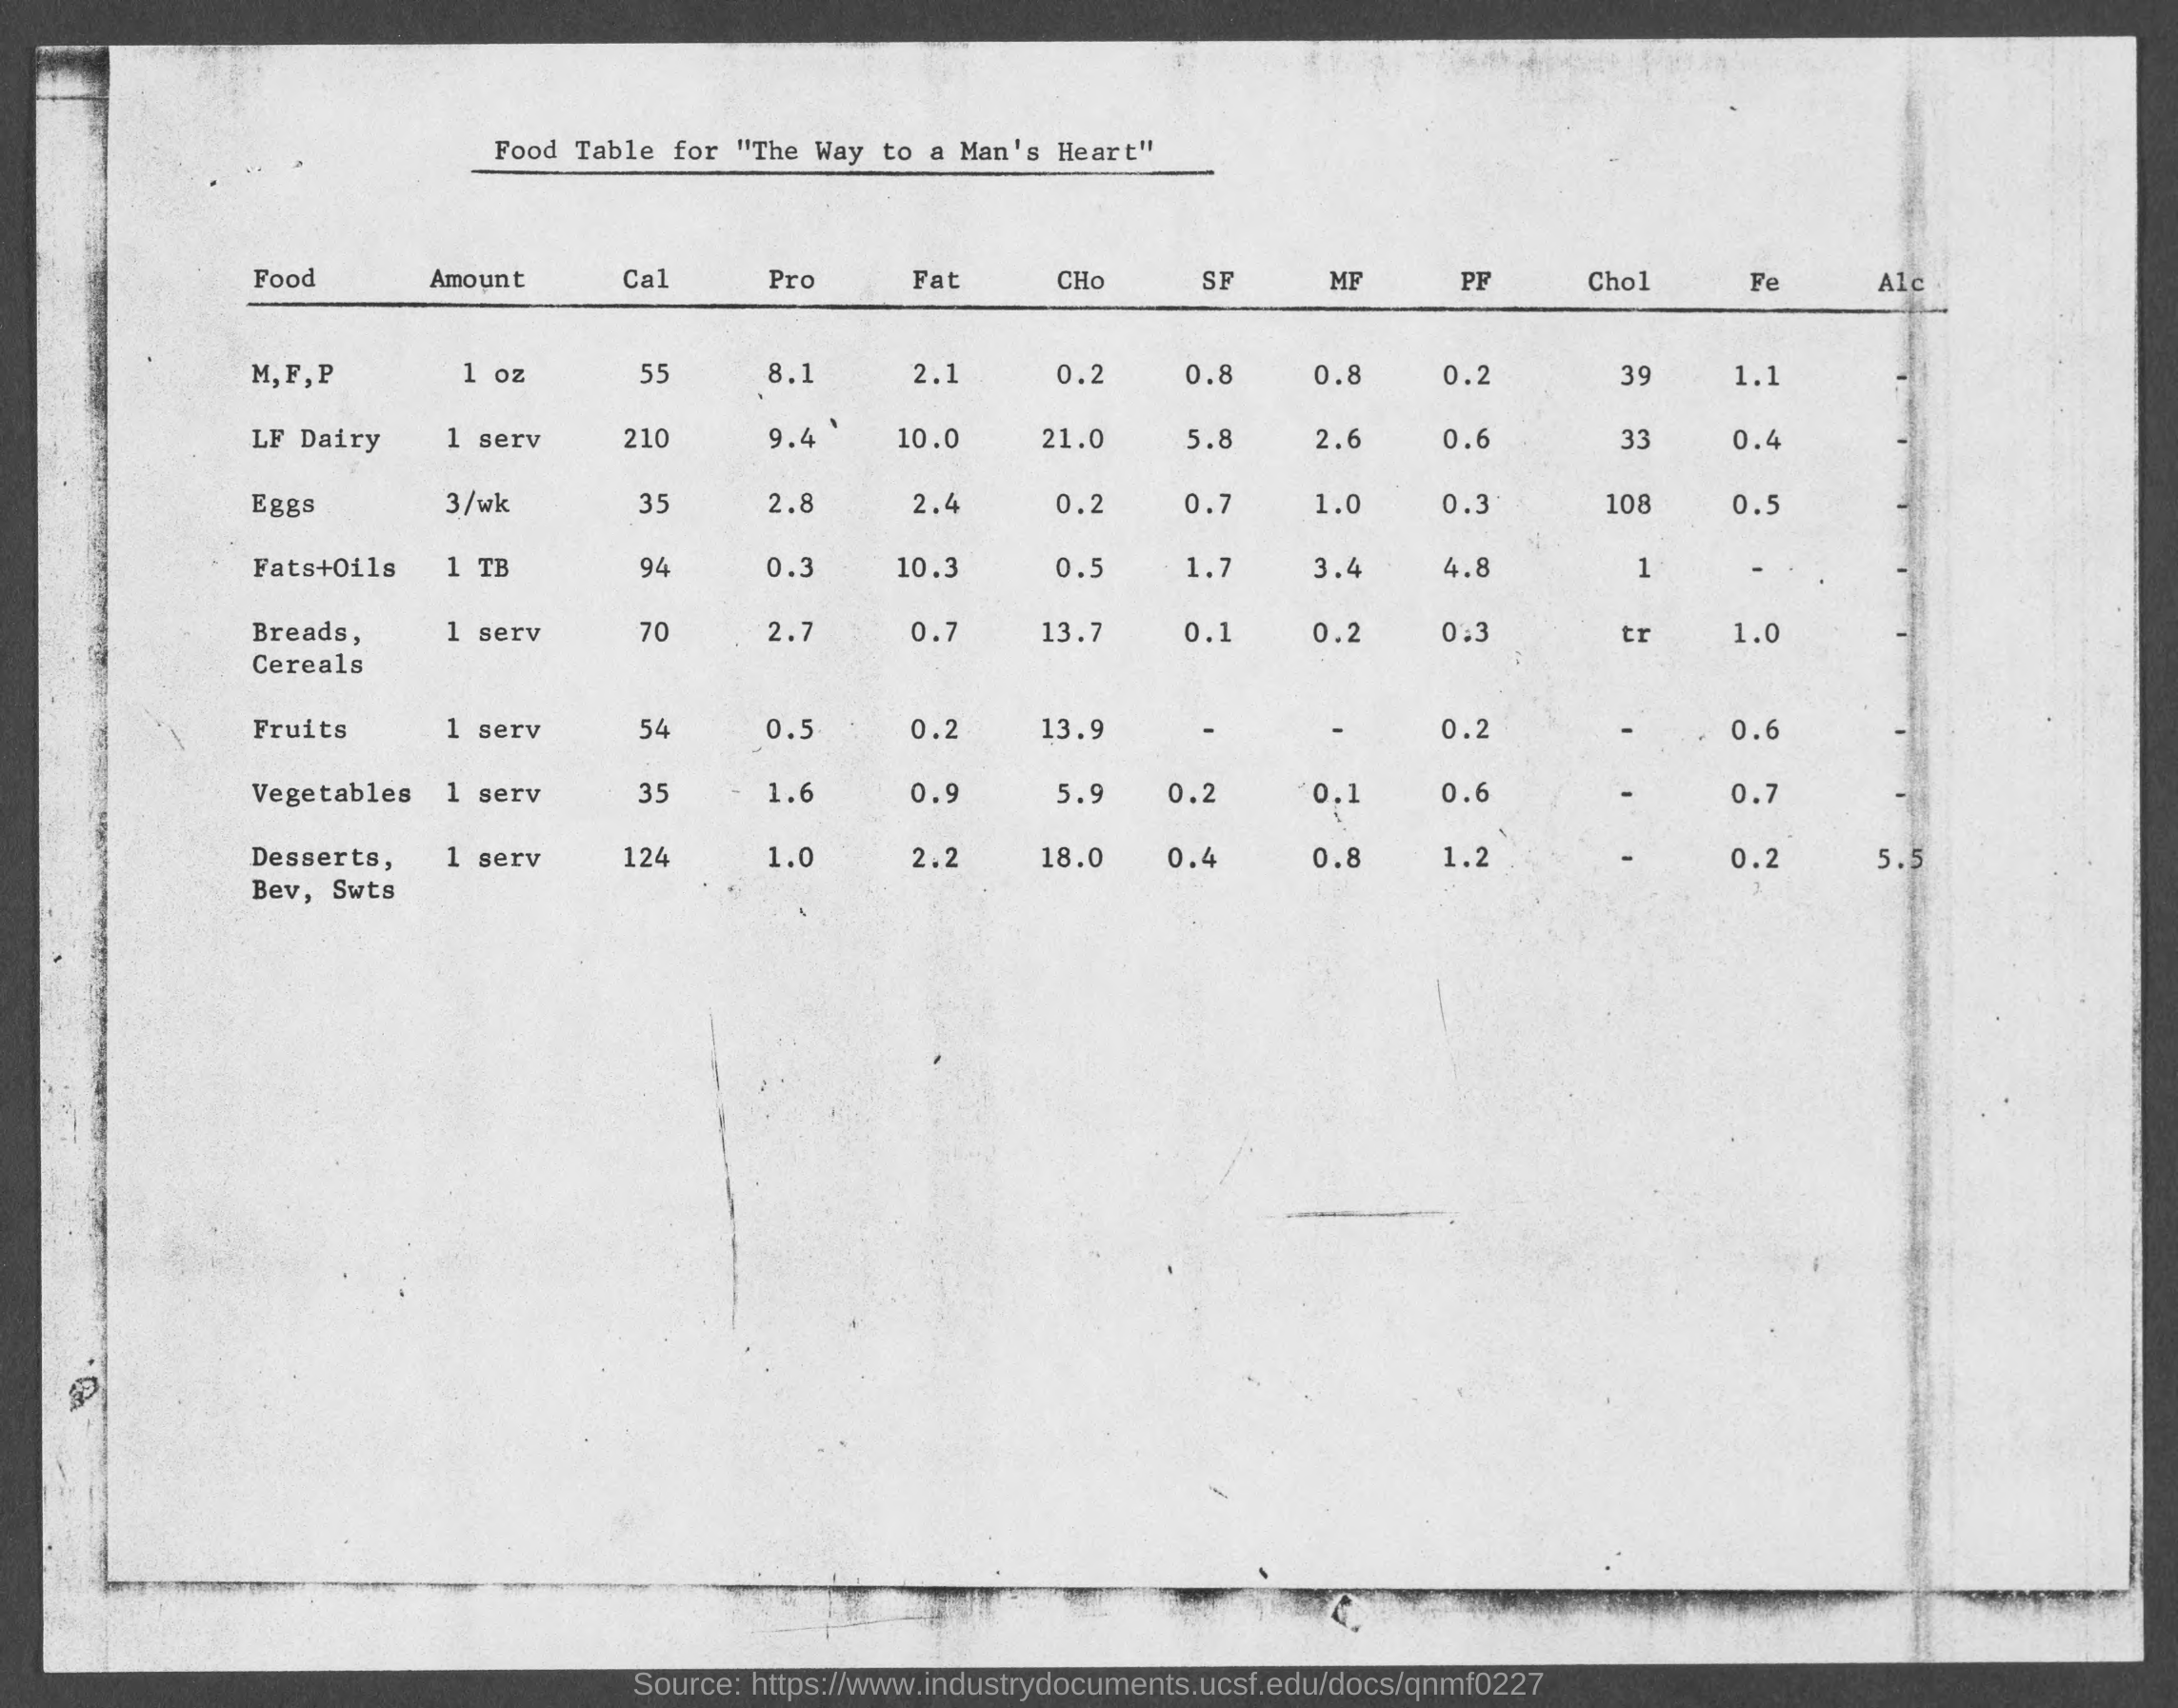 Food Table for "The Way to a Man's Heart"
Food Amount Cal Pro Fat CHo SF MF PF Chol Fe Alc
M,F,P 1 oz 55 8.1 2.1 0.2 0.8 0.8 0.2 39 1.1 -
LF Dairy 1 serv 210 9.4 10.0 21.0 5.8 2.6 0.6 33 0.4 -
Eggs 3/wk 35 2.8 2.4 0.2 0.7 1.0 0.3 108 0.5 -
Fats+Oils 1 TB 94 0.3 10.3 0.5 1.7 3.4 4.8 1 - -
Breads, 1 serv 70 2.7 0.7 13.7 0.1 0.2 0.3 tr 1.0 -
Cereals
Fruits 1 serv 54 0.5 0.2 13.9 - - 0.2 - 0.6 -
Vegetables 1 serv 35 1.6 0.9 5.9 0.2 0.1 0.6 - 0.7 -
Desserts, 1 serv 124 1.0 2.2 18.0 0.4 0.8 1.2 - 0.2 5.5
Bev, Swts
Source: https://www.industrydocuments.ucsf.edu/docs/qnmf0227